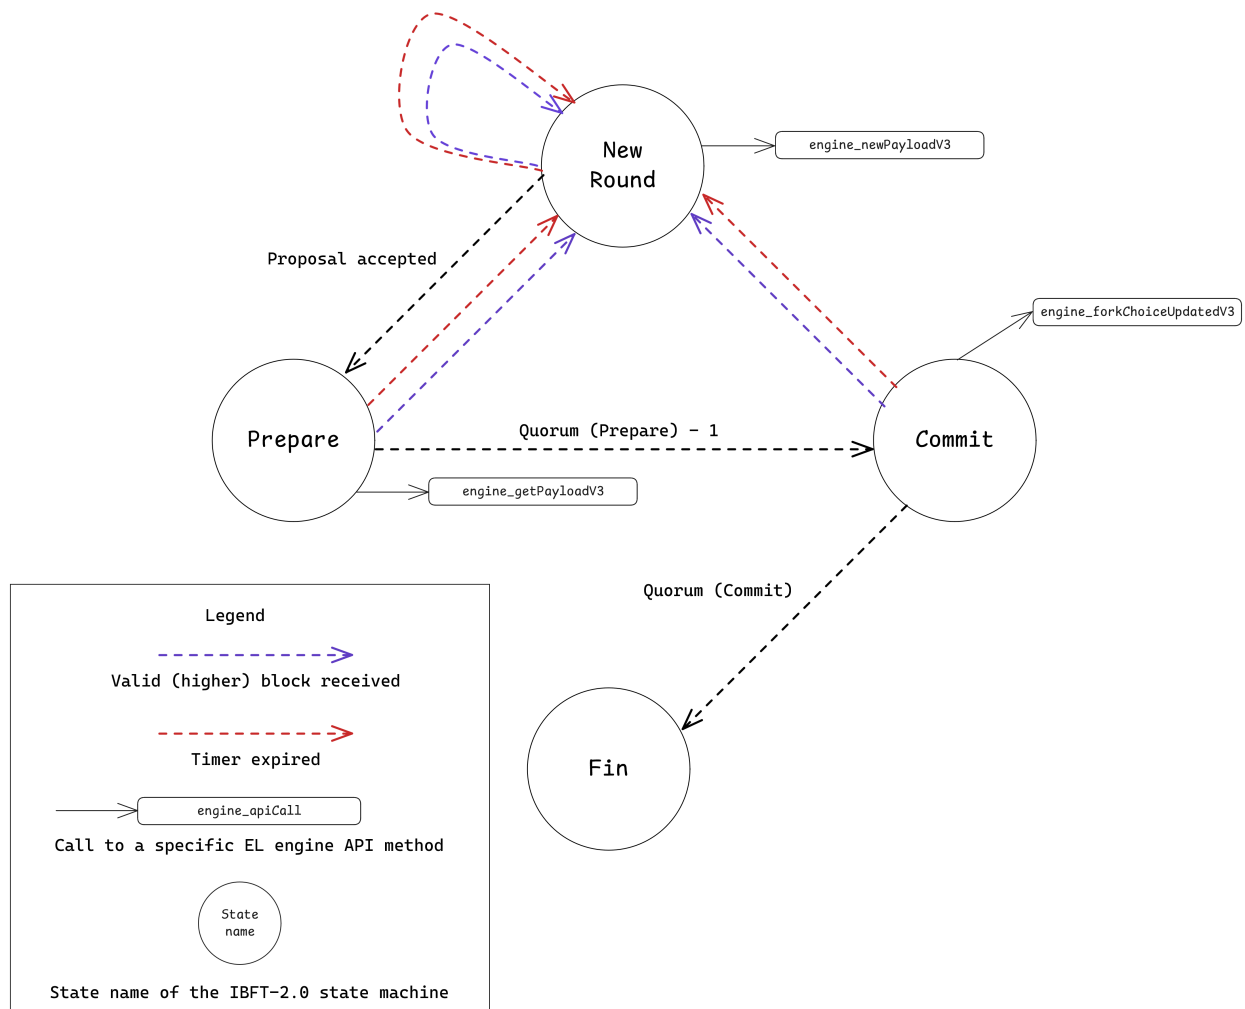 New
Round
engine_newPayloadV3
Proposal accepted
engine_forkChoiceUpdatedV3
Prepare
Quorum (Prepare) - 1
Commit
engine_getPayloadV3
Quorum (Commit)
Fin
Legend
Valid (higher) block received
Timer expired
engine_apiCall
Call to a specific EL engine API method
State
name
State name of the IBFT-2.0 state machine